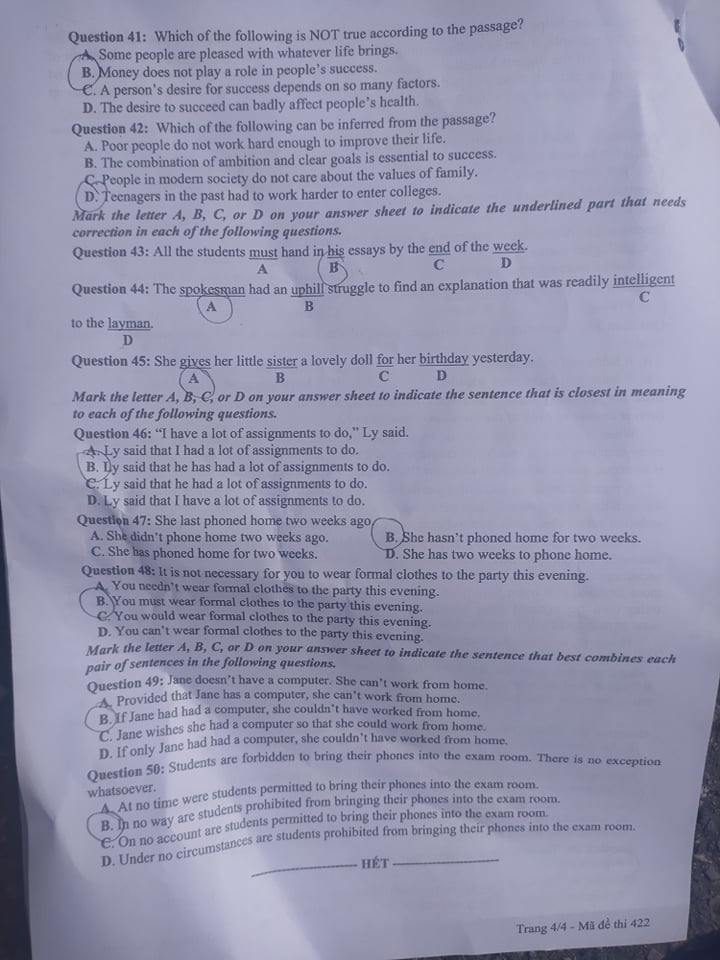 Question 41: Which of the following is NOT true according to the passage?
A. Some people are pleased with whatever life brings.
B. Money does not play a role in people's success.
C. A person's desire for success depends on so many factors.
D. The desire to succeed can badly affect people's health.
Question 42: Which of the following can be inferred from the passage?
A. Poor people do not work hard enough to improve their life.
B. The combination of ambition and clear goals is essential to success.
C. People in modern society do not care about the values of family.
D. Teenagers in the past had to work harder to enter colleges.
Mark the letter A, B, C, or D on your answer sheet to indicate the underlined part that needs
correction in each of the following questions.
Question 43: All the students must hand in his essays by the end of the week.
A B C D
Question 44: The spokesman had an uphill struggle to find an explanation that was readily intelligent
A B C
to the layman.
D
Question 45: She gives her little sister a lovely doll for her birthday yesterday.
A B C D
Mark the letter A, B, C, or D on your answer sheet to indicate the sentence that is closest in meaning
to each of the following questions.
Question 46: “I have a lot of assignments to do,” Ly said.
A. Ly said that I had a lot of assignments to do.
B. Ly said that he has had a lot of assignments to do.
C. Ly said that he had a lot of assignments to do.
D. Ly said that I have a lot of assignments to do.
Question 47: She last phoned home two weeks ago.
A. She didn't phone home two weeks ago. B. She hasn't phoned home for two weeks.
C. She has phoned home for two weeks. D. She has two weeks to phone home.
Question 48: It is not necessary for you to wear formal clothes to the party this evening.
A. You needn't wear formal clothes to the party this evening.
B. You must wear formal clothes to the party this evening.
C. You would wear formal clothes to the party this evening.
D. You can't wear formal clothes to the party this evening.
Mark the letter A, B, C, or D on your answer sheet to indicate the sentence that best combines each
pair of sentences in the following questions.
Question 49: Jane doesn't have a computer. She can't work from home.
A. Provided that Jane has a computer, she can't work from home.
B. If Jane had had a computer, she couldn't have worked from home.
C. Jane wishes she had a computer so that she could work from home.
D. If only Jane had had a computer, she couldn't have worked from home.
Question 50: Students are forbidden to bring their phones into the exam room. There is no exception
whatsoever.
A. At no time were students permitted to bring their phones into the exam room.
B. In no way are students prohibited from bringing their phones into the exam room.
C. On no account are students permitted to bring their phones into the exam room.
D. Under no circumstances are students prohibited from bringing their phones into the exam room.
HẾT
Trang 4/4 - Mã đề thi 422